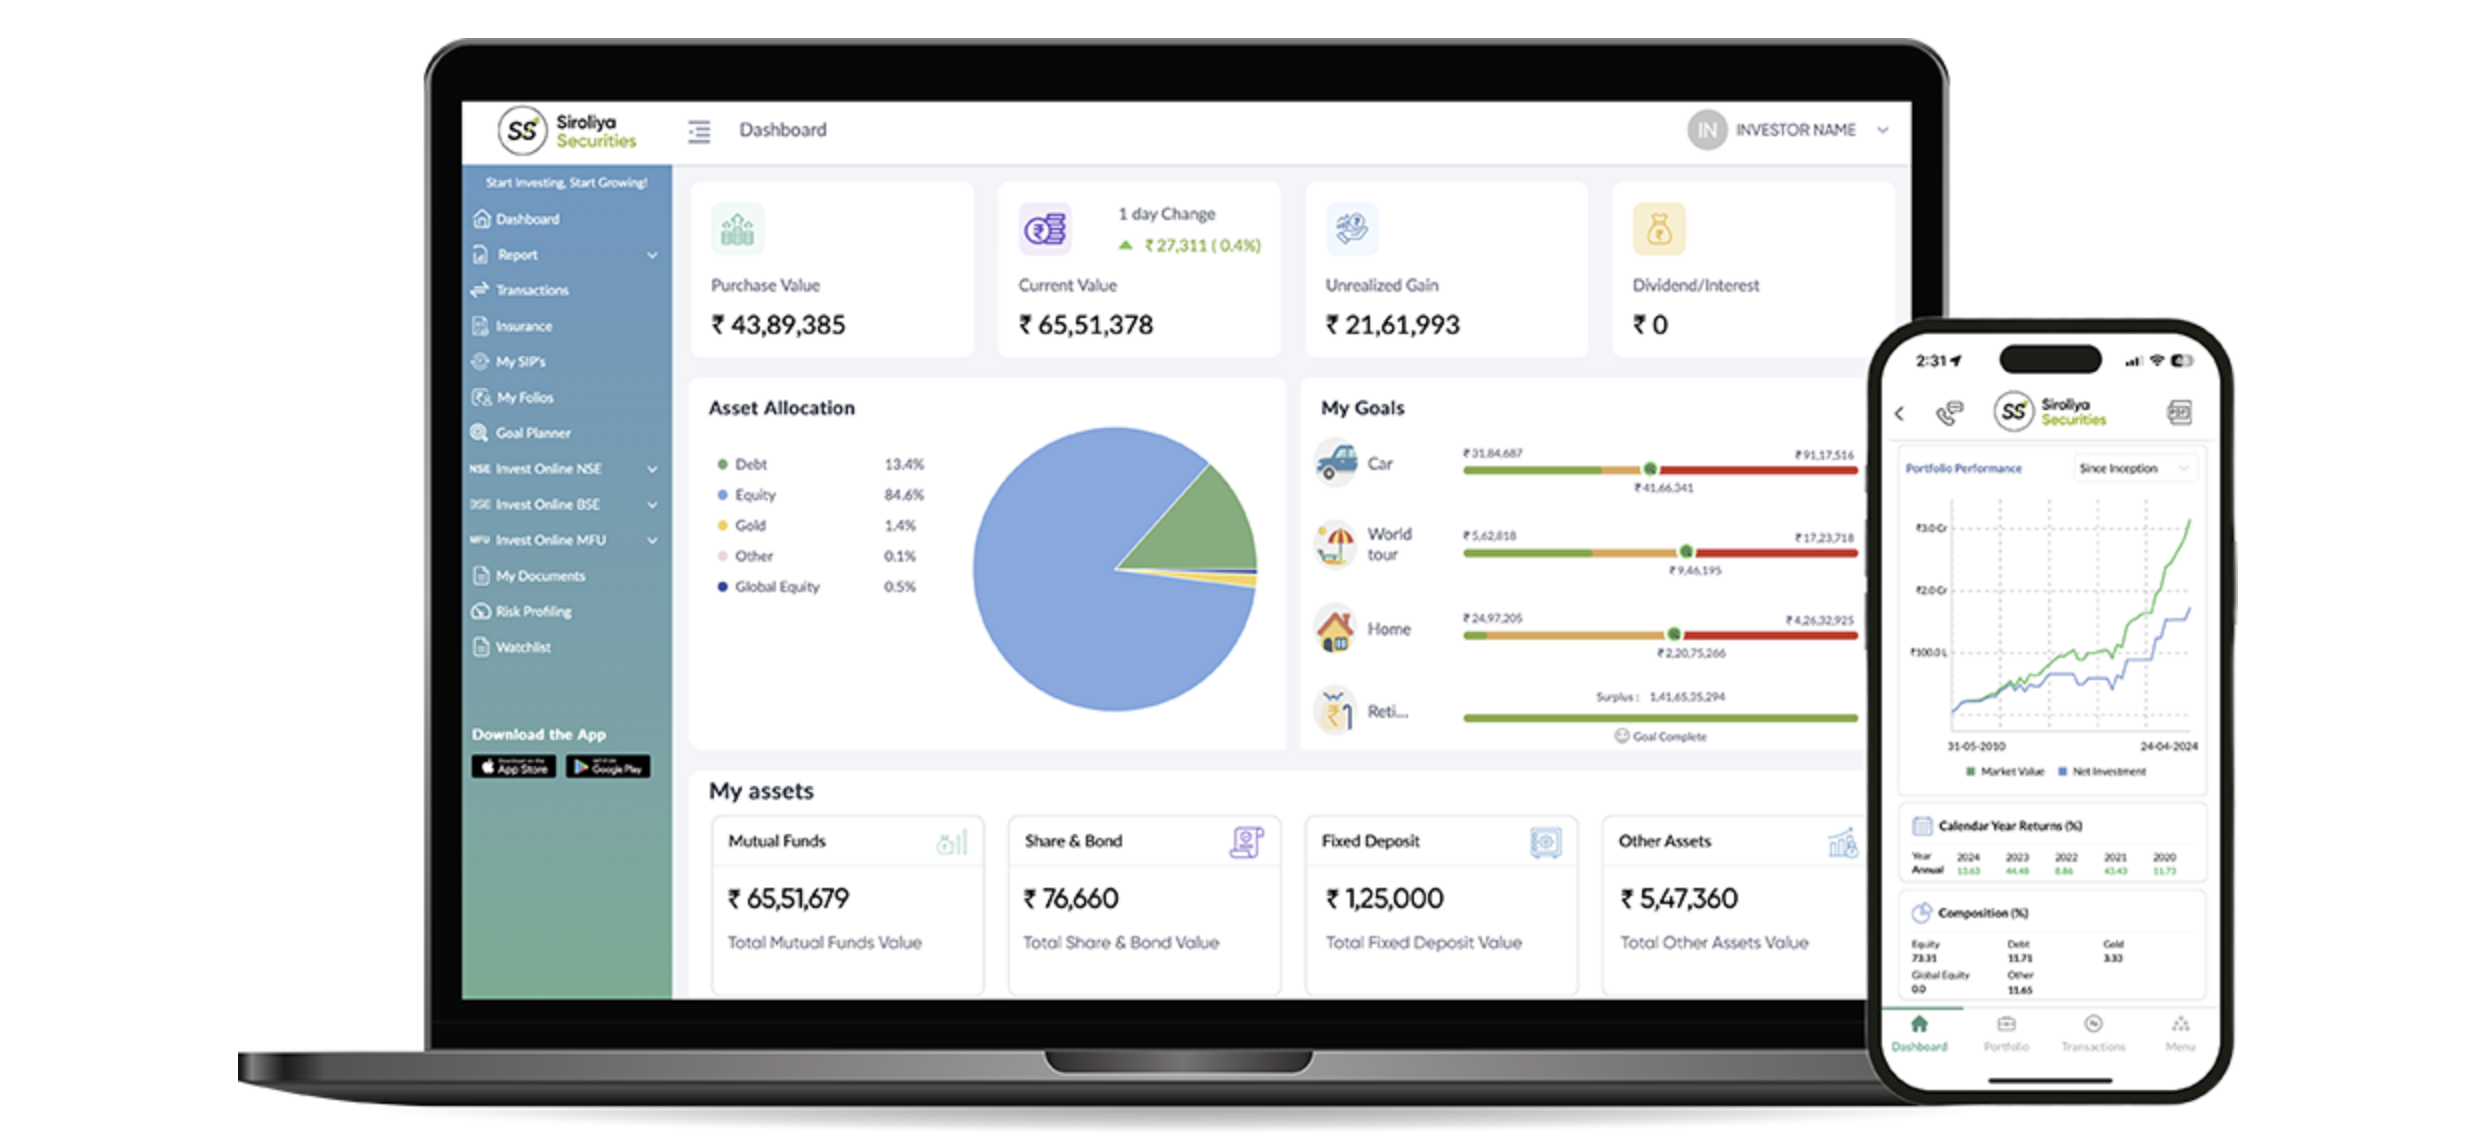 SS Siroliya
Securities
Dashboard
IN INVESTOR NAME
Start Investing, Start Growing!
Dashboard
Report
Transactions
Insurance
My SIP's
My Folios
Goal Planner
NSE Invest Online NSE
BSE Invest Online BSE
MFU Invest Online MFU
My Documents
Risk Profiling
Watchlist
Download the App
App Store
Google Play
1 day Change
₹ 27,311 ( 0.4%)
Purchase Value
₹ 43,89,385
Current Value
₹ 65,51,378
Unrealized Gain
₹ 21,61,993
Dividend/Interest
₹ 0
Asset Allocation
Debt 13.4%
Equity 84.6%
Gold 1.4%
Other 0.1%
Global Equity 0.5%
My Goals
Car
₹ 31,84,687 ₹ 91,17,516
₹ 41,66,341
World
tour
₹ 5,62,818 ₹ 17,23,718
₹ 9,46,195
Home
₹ 24,97,205 ₹ 4,26,32,925
₹ 2,20,75,266
Reti...
Surplus : 1,41,65,35,294
Goal Complete
My assets
Mutual Funds
₹ 65,51,679
Total Mutual Funds Value
Share & Bond
₹ 76,660
Total Share & Bond Value
Fixed Deposit
₹ 1,25,000
Total Fixed Deposit Value
Other Assets
₹ 5,47,360
Total Other Assets Value
2:31
SS Siroliya
Securities
Portfolio Performance Since Inception
₹3.0 Cr
₹2.0 Cr
₹100.0 L
31-05-2010 24-04-2024
Market Value Net Investment
Calendar Year Returns (%)
Year 2024 2023 2022 2021 2020
Annual 13.63 44.48 8.86 43.43 11.73
Composition (%)
Equity Debt Gold
73.31 11.71 3.33
Global Equity Other
0.0 11.65
Dashboard Portfolio Transactions Menu